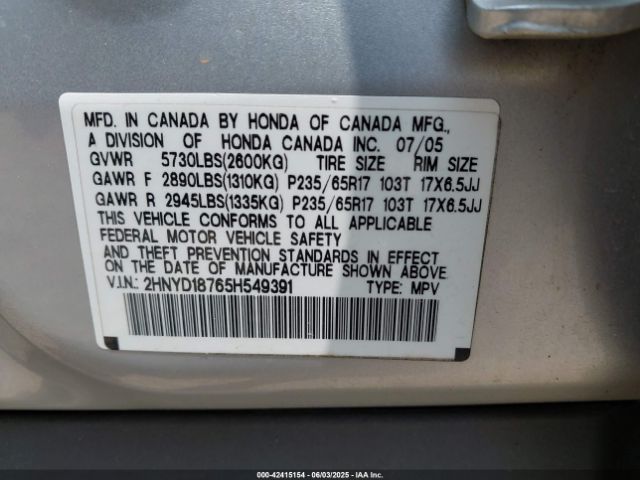 MFD. IN CANADA BY HONDA OF CANADA MFG.,
A DIVISION OF HONDA CANADA INC. 07/05
GVWR 5730LBS(2600KG) TIRE SIZE RIM SIZE
GAWR F 2890LBS(1310KG) P235/65R17 103T 17X6.5JJ
GAWR R 2945LBS(1335KG) P235/65R17 103T 17X6.5JJ
THIS VEHICLE CONFORMS TO ALL APPLICABLE
FEDERAL MOTOR VEHICLE SAFETY
AND THEFT PREVENTION STANDARDS IN EFFECT
ON THE DATE OF MANUFACTURE SHOWN ABOVE.
V.I.N.: 2HNYD18765H549391 TYPE: MPV
000-42415154 - 06/03/2025 - IAA, Inc.